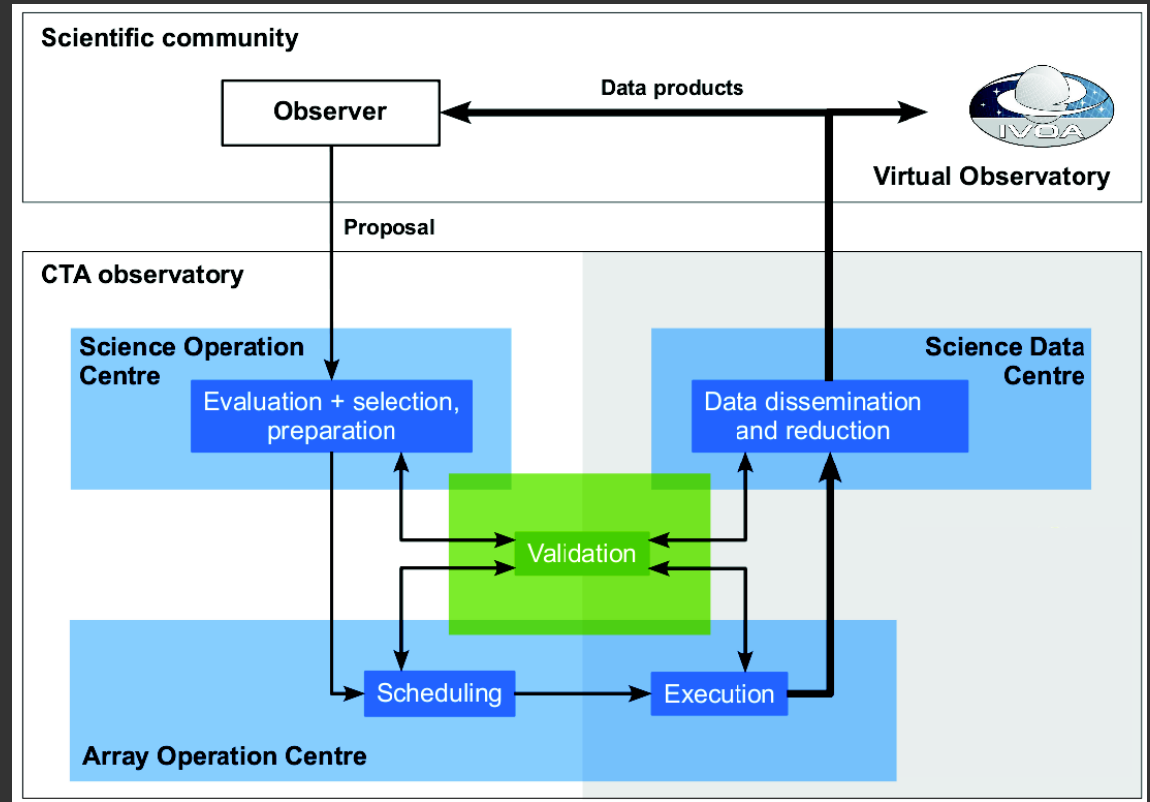 Scientific community
Observer
Data products
IVOA
Virtual Observatory
Proposal
CTA observatory
Science Operation
Centre
Evaluation + selection,
preparation
Science Data
Centre
Data dissemination
and reduction
Validation
Scheduling
Execution
Array Operation Centre